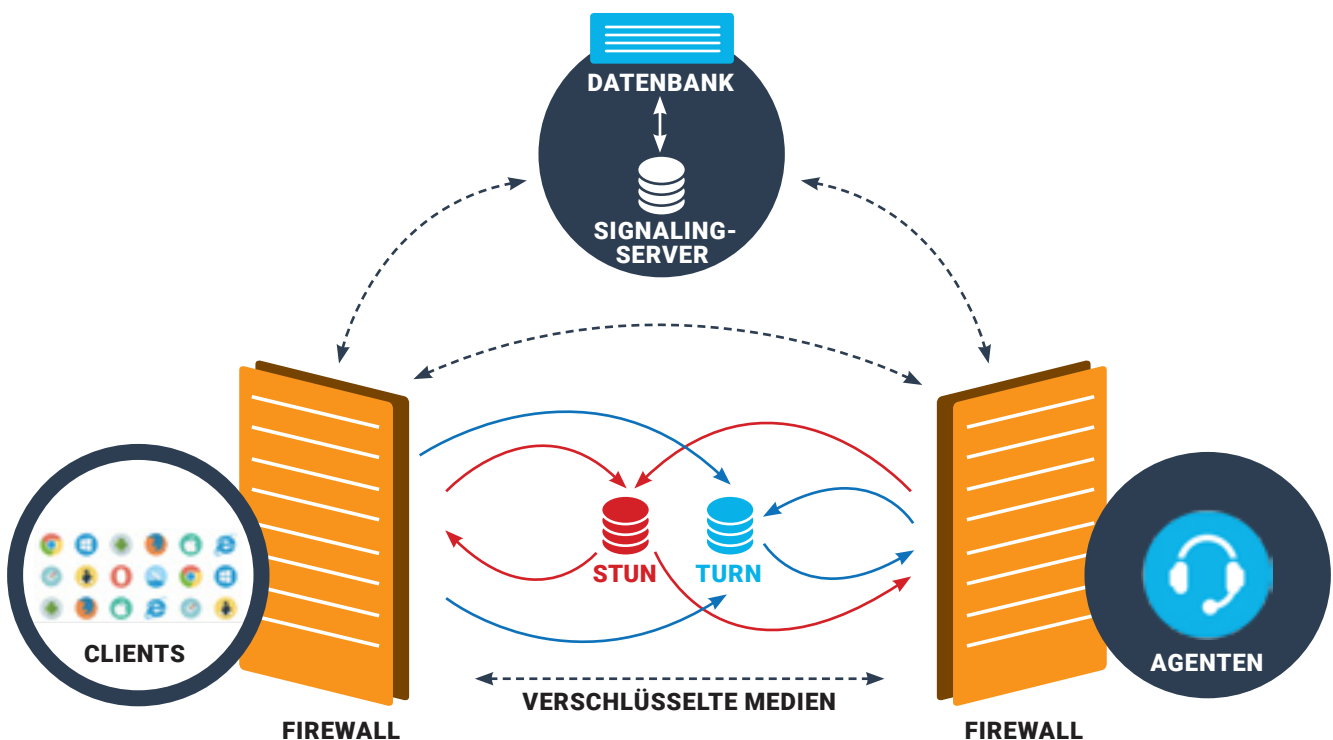 DATENBANK
SIGNALING-
SERVER
STUN
TURN
CLIENTS
AGENTEN
VERSCHLÜSSELTE MEDIEN
FIREWALL
FIREWALL